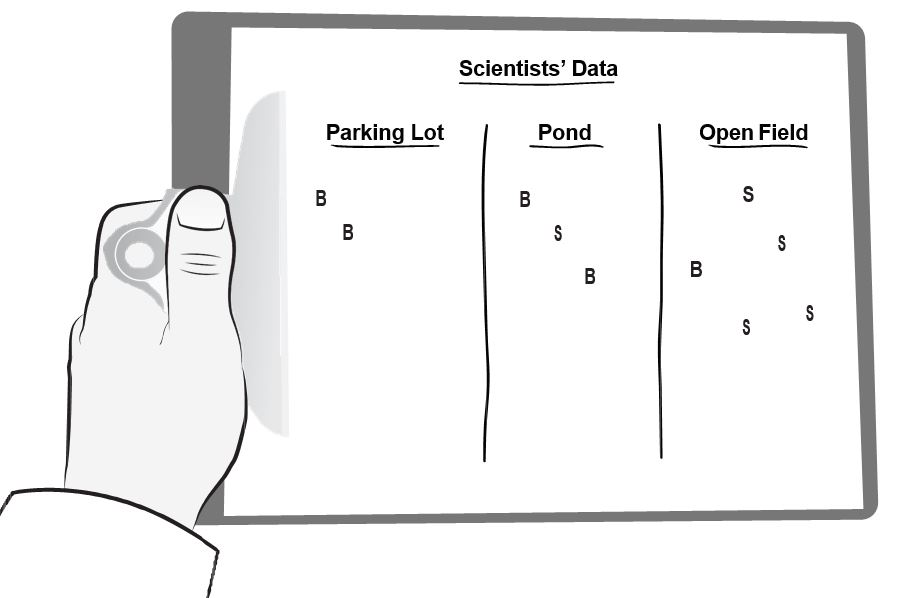 Scientists’ Data
Parking Lot
B
B
Pond
B
S
B
Open Field
S
S
B
S
S